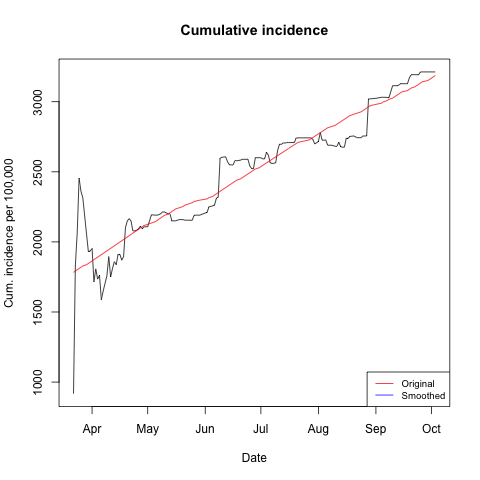 Cumulative incidence
Cum. incidence per 100,000
3000
2500
2000
1500
1000
Original
Smoothed
Apr May Jun Jul Aug Sep Oct
Date